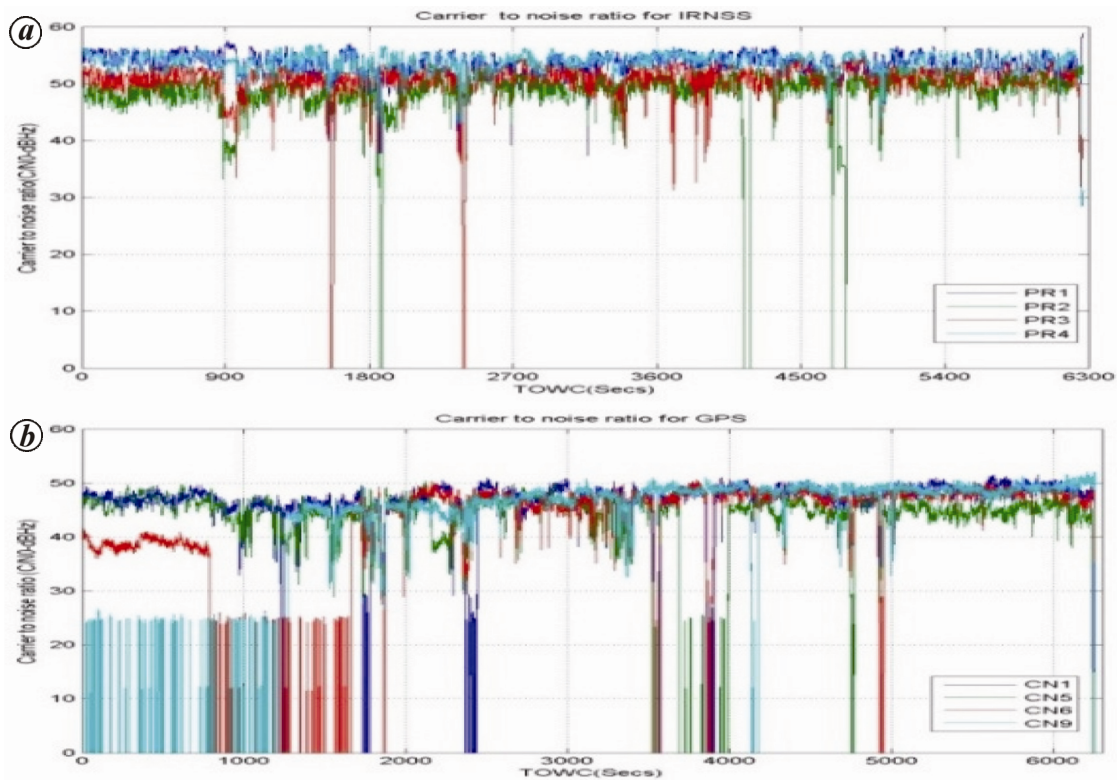 a
Carrier to noise ratio for IRNSS
Carrier to noise ratio(C/N0-dBHz)
60
50
40
30
20
10
0
PR1
PR2
PR3
PR4
0 900 1800 2700 3600 4500 5400 6300
TOWC(Secs)
b
Carrier to noise ratio for GPS
Carrier to noise ratio (C/N0-dBHz)
60
50
40
30
20
10
0
CN1
CN5
CN6
CN9
0 1000 2000 3000 4000 5000 6000
TOWC(Secs)